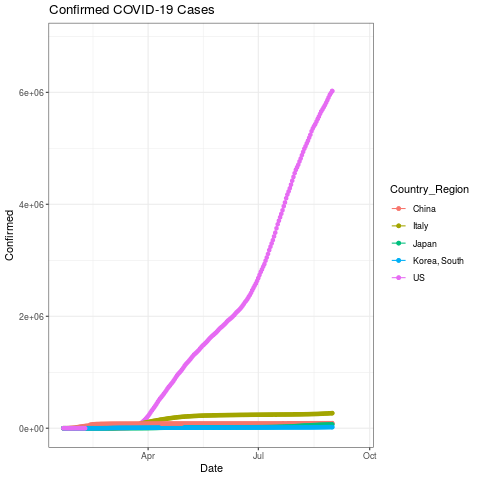 Confirmed COVID-19 Cases
6e+06
4e+06
2e+06
0e+00
Confirmed
Apr
Jul
Oct
Date
Country_Region
China
Italy
Japan
Korea, South
US